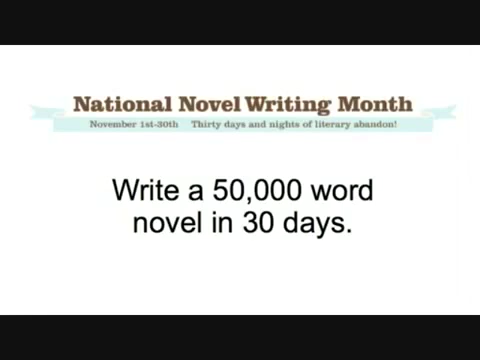 National Novel Writing Month
November 1st-30th Thirty days and nights of literary abandon!
Write a 50,000 word
novel in 30 days.